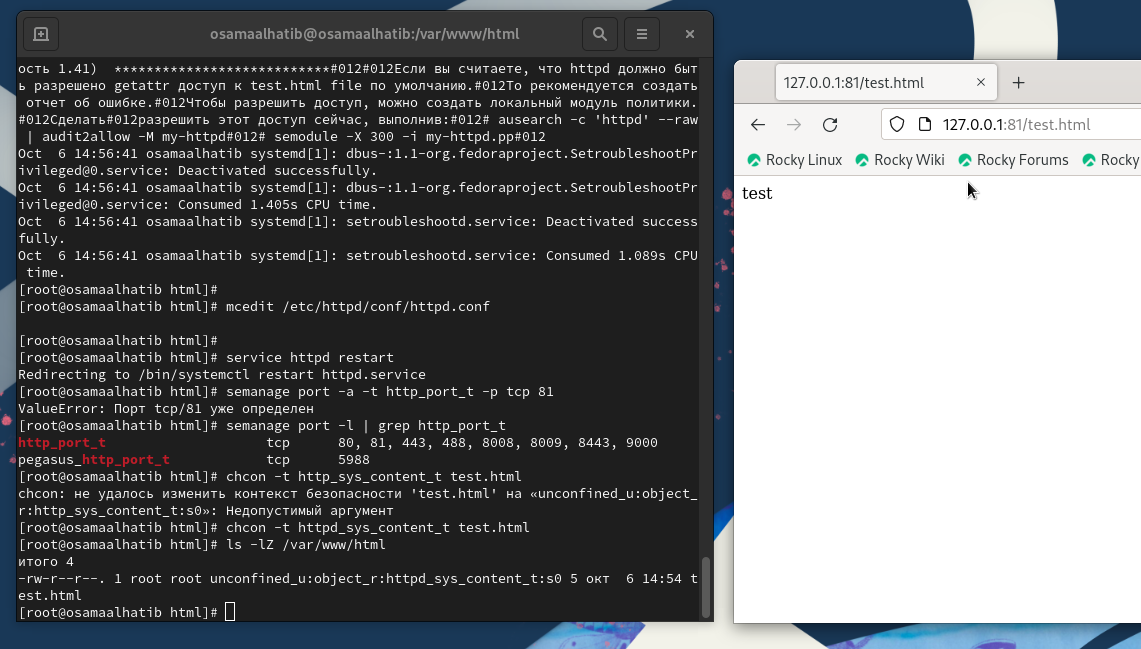 osamaalhatib@osamaalhatib:/var/www/html
ость 1.41)  ***************************#012#012Если вы считаете, что httpd должно быт
ь разрешено getattr доступ к test.html file по умолчанию.#012То рекомендуется создать
 отчет об ошибке.#012Чтобы разрешить доступ, можно создать локальный модуль политики.
#012Сделать#012разрешить этот доступ сейчас, выполнив:#012# ausearch -c 'httpd' --raw
 | audit2allow -M my-httpd#012# semodule -X 300 -i my-httpd.pp#012
Oct  6 14:56:41 osamaalhatib systemd[1]: dbus-:1.1-org.fedoraproject.SetroubleshootPr
ivileged@0.service: Deactivated successfully.
Oct  6 14:56:41 osamaalhatib systemd[1]: dbus-:1.1-org.fedoraproject.SetroubleshootPr
ivileged@0.service: Consumed 1.405s CPU time.
Oct  6 14:56:41 osamaalhatib systemd[1]: setroubleshootd.service: Deactivated success
fully.
Oct  6 14:56:41 osamaalhatib systemd[1]: setroubleshootd.service: Consumed 1.089s CPU
 time.
[root@osamaalhatib html]#
[root@osamaalhatib html]# mcedit /etc/httpd/conf/httpd.conf
[root@osamaalhatib html]#
[root@osamaalhatib html]# service httpd restart
Redirecting to /bin/systemctl restart httpd.service
[root@osamaalhatib html]# semanage port -a -t http_port_t -p tcp 81
ValueError: Порт tcp/81 уже определен
[root@osamaalhatib html]# semanage port -l | grep http_port_t
http_port_t                    tcp      80, 81, 443, 488, 8008, 8009, 8443, 9000
pegasus_http_port_t            tcp      5988
[root@osamaalhatib html]# chcon -t http_sys_content_t test.html
chcon: не удалось изменить контекст безопасности 'test.html' на «unconfined_u:object_
r:http_sys_content_t:s0»: Недопустимый аргумент
[root@osamaalhatib html]# chcon -t httpd_sys_content_t test.html
[root@osamaalhatib html]# ls -lZ /var/www/html
итого 4
-rw-r--r--. 1 root root unconfined_u:object_r:httpd_sys_content_t:s0 5 окт  6 14:54 t
est.html
[root@osamaalhatib html]#
127.0.0.1:81/test.html
127.0.0.1:81/test.html
Rocky Linux Rocky Wiki Rocky Forums Rocky
test